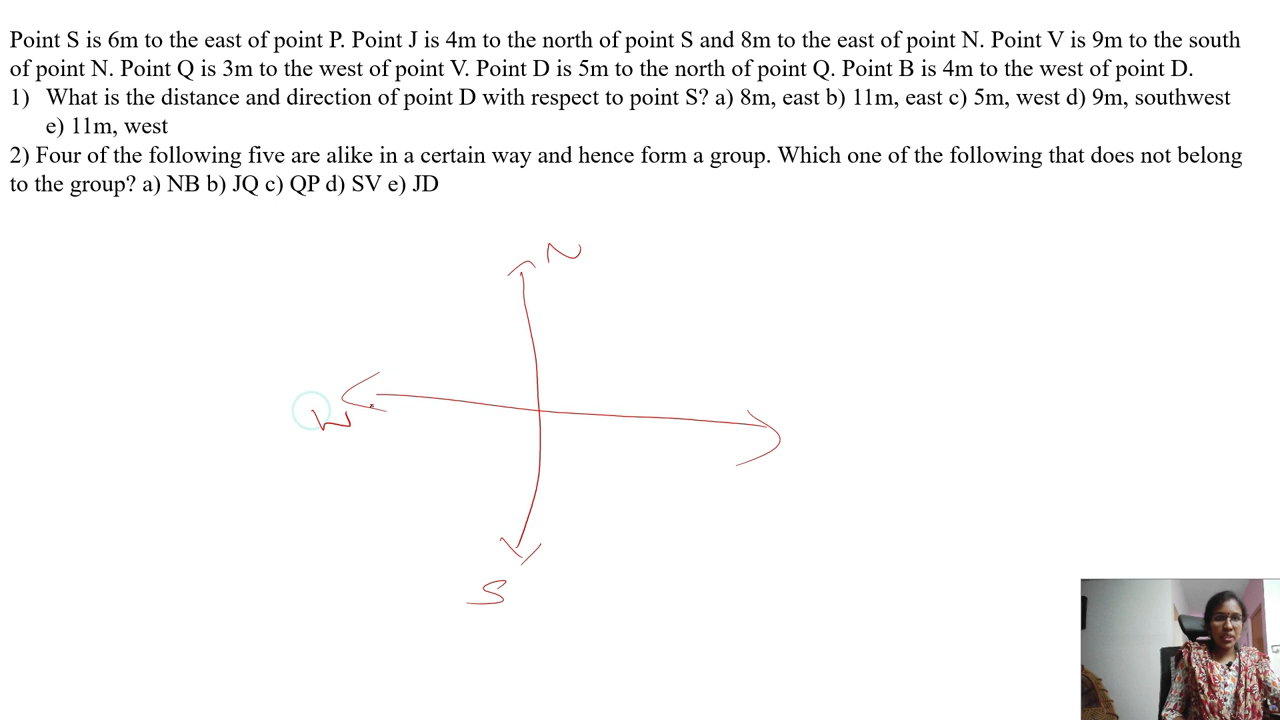 Point S is 6m to the east of point P. Point J is 4m to the north of point S and 8m to the east of point N. Point V is 9m to the south
of point N. Point Q is 3m to the west of point V. Point D is 5m to the north of point Q. Point B is 4m to the west of point D.
1) What is the distance and direction of point D with respect to point S? a) 8m, east b) 11m, east c) 5m, west d) 9m, southwest
e) 11m, west
2) Four of the following five are alike in a certain way and hence form a group. Which one of the following that does not belong
to the group? a) NB b) JQ c) QP d) SV e) JD
N
W
S